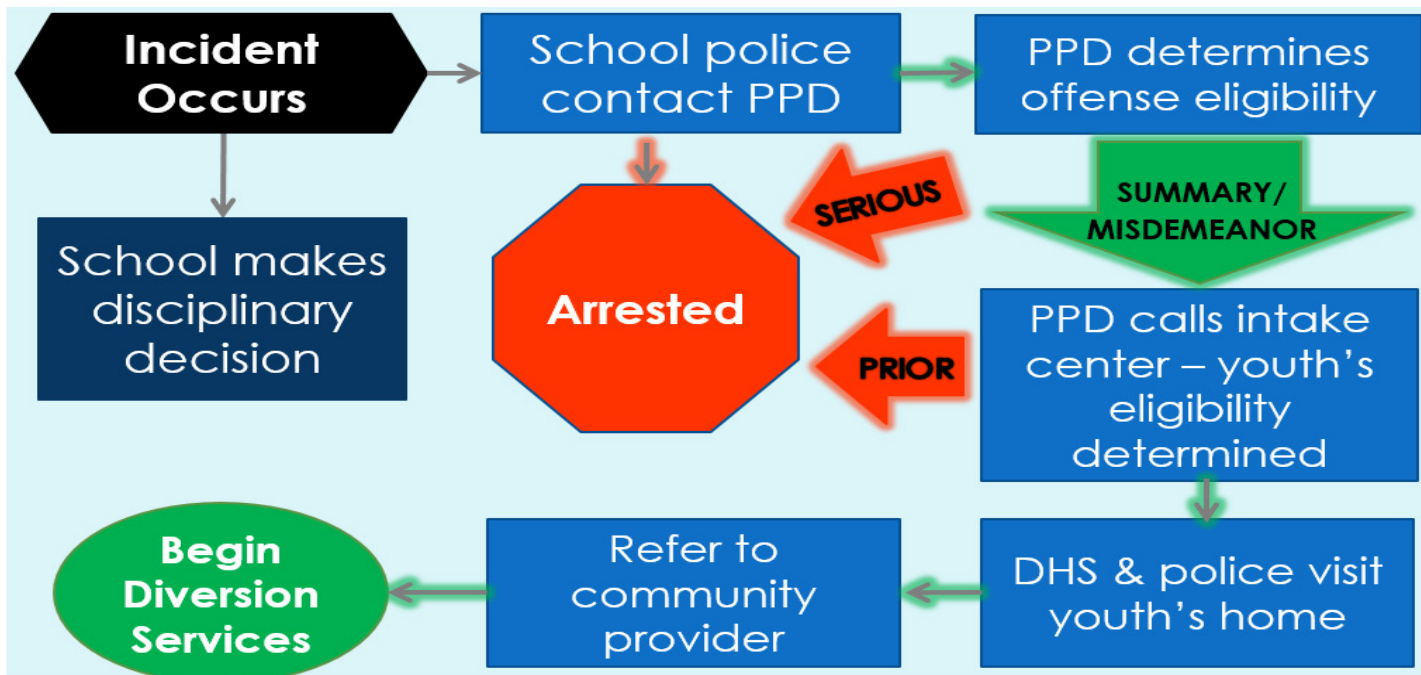 Incident
Occurs
School police
contact PPD
PPD determines
offense eligibility
School makes
disciplinary
decision
Arrested
SERIOUS
SUMMARY/
MISDEMEANOR
PRIOR
PPD calls intake
center – youth’s
eligibility
determined
Begin
Diversion
Services
Refer to
community
provider
DHS & police visit
youth’s home